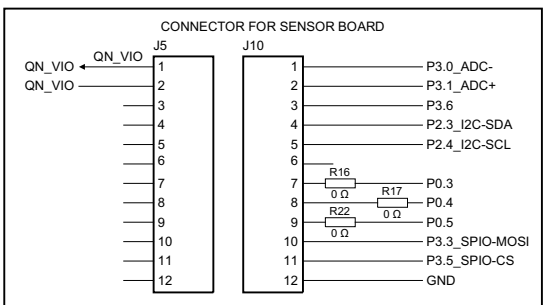 CONNECTOR FOR SENSOR BOARD
J5
QN_VIO QN_VIO 1
QN_VIO 2
3
4
5
6
7
8
9
10
11
12
J10
1 P3.0_ADC-
2 P3.1_ADC+
3 P3.6
4 P2.3_I2C-SDA
5 P2.4_I2C-SCL
6
R16
7 P0.3
0 Ω R17
8 P0.4
R22 0 Ω
9 P0.5
0 Ω
10 P3.3_SPIO-MOSI
11 P3.5_SPIO-CS
12 GND